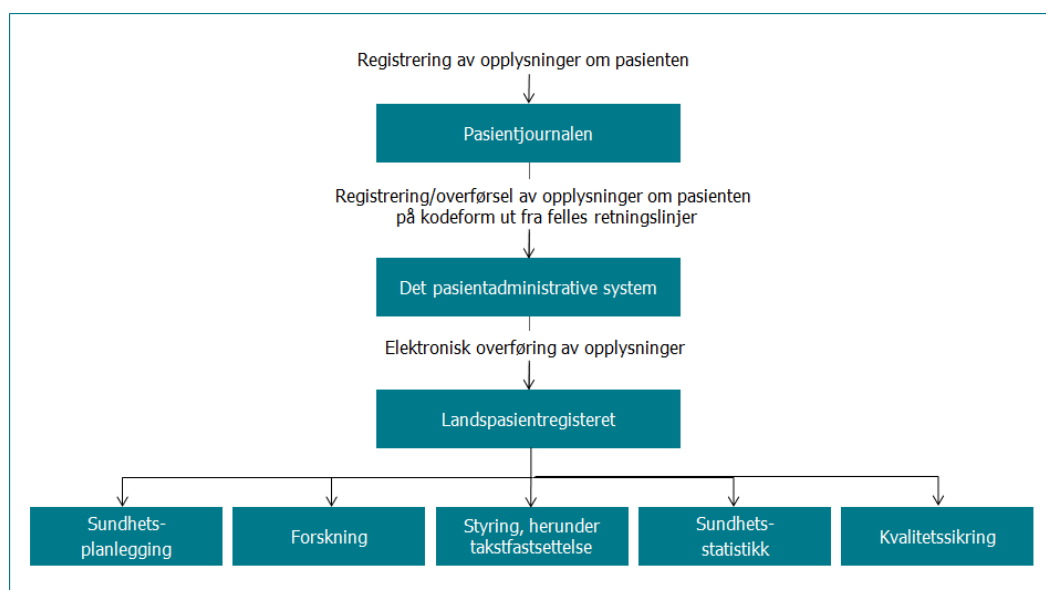 Registrering av opplysninger om pasienten
Pasientjournalen
Registrering/overførsel av opplysninger om pasienten
på kodeform ut fra felles retningslinjer
Det pasientadministrative system
Elektronisk overføring av opplysninger
Landspasientregisteret
Sundhets-
planlegging
Forskning
Styring, herunder
takstfastsettelse
Sundhets-
statistikk
Kvalitetssikring